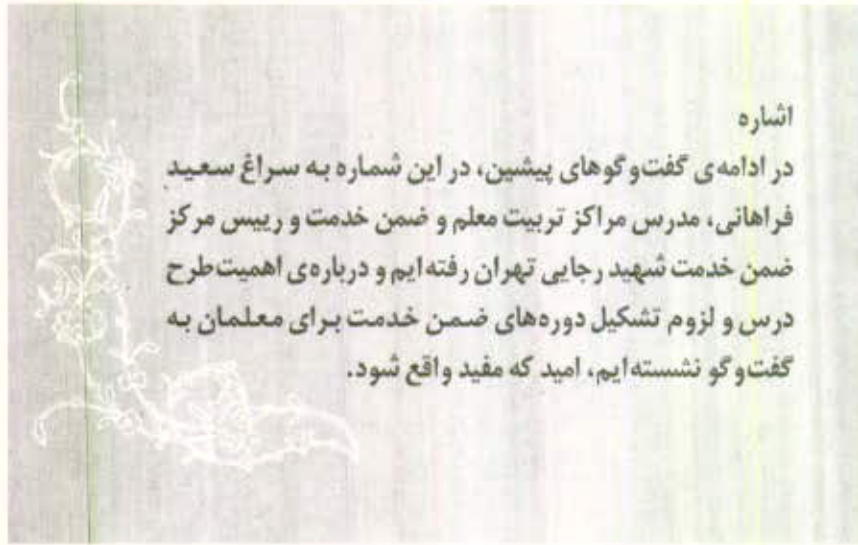 اشاره
در ادامه‌ی گفت‌وگوهای پیشین، در این شماره به سراغ سعید
فراهانی، مدرس مراکز تربیت معلم و ضمن خدمت و رییس مرکز
ضمن خدمت شهید رجایی تهران رفته‌ایم و درباره‌ی اهمیت طرح
درس و لزوم تشکیل دوره‌های ضمن خدمت برای معلمان به
گفت‌وگو نشسته‌ایم، امید که مفید واقع شود.